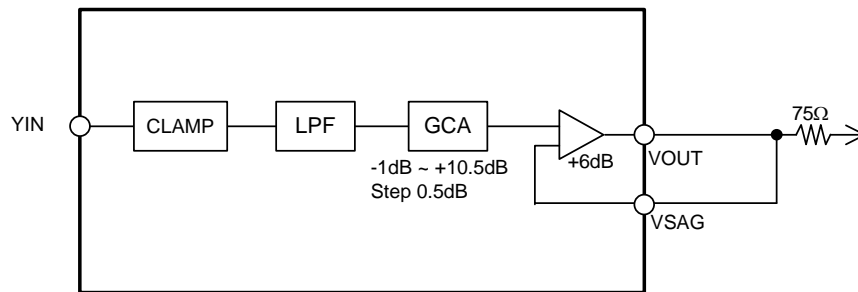 YIN
CLAMP
LPF
GCA
-1dB ~ +10.5dB
Step 0.5dB
+6dB
VOUT
VSAG
75Ω